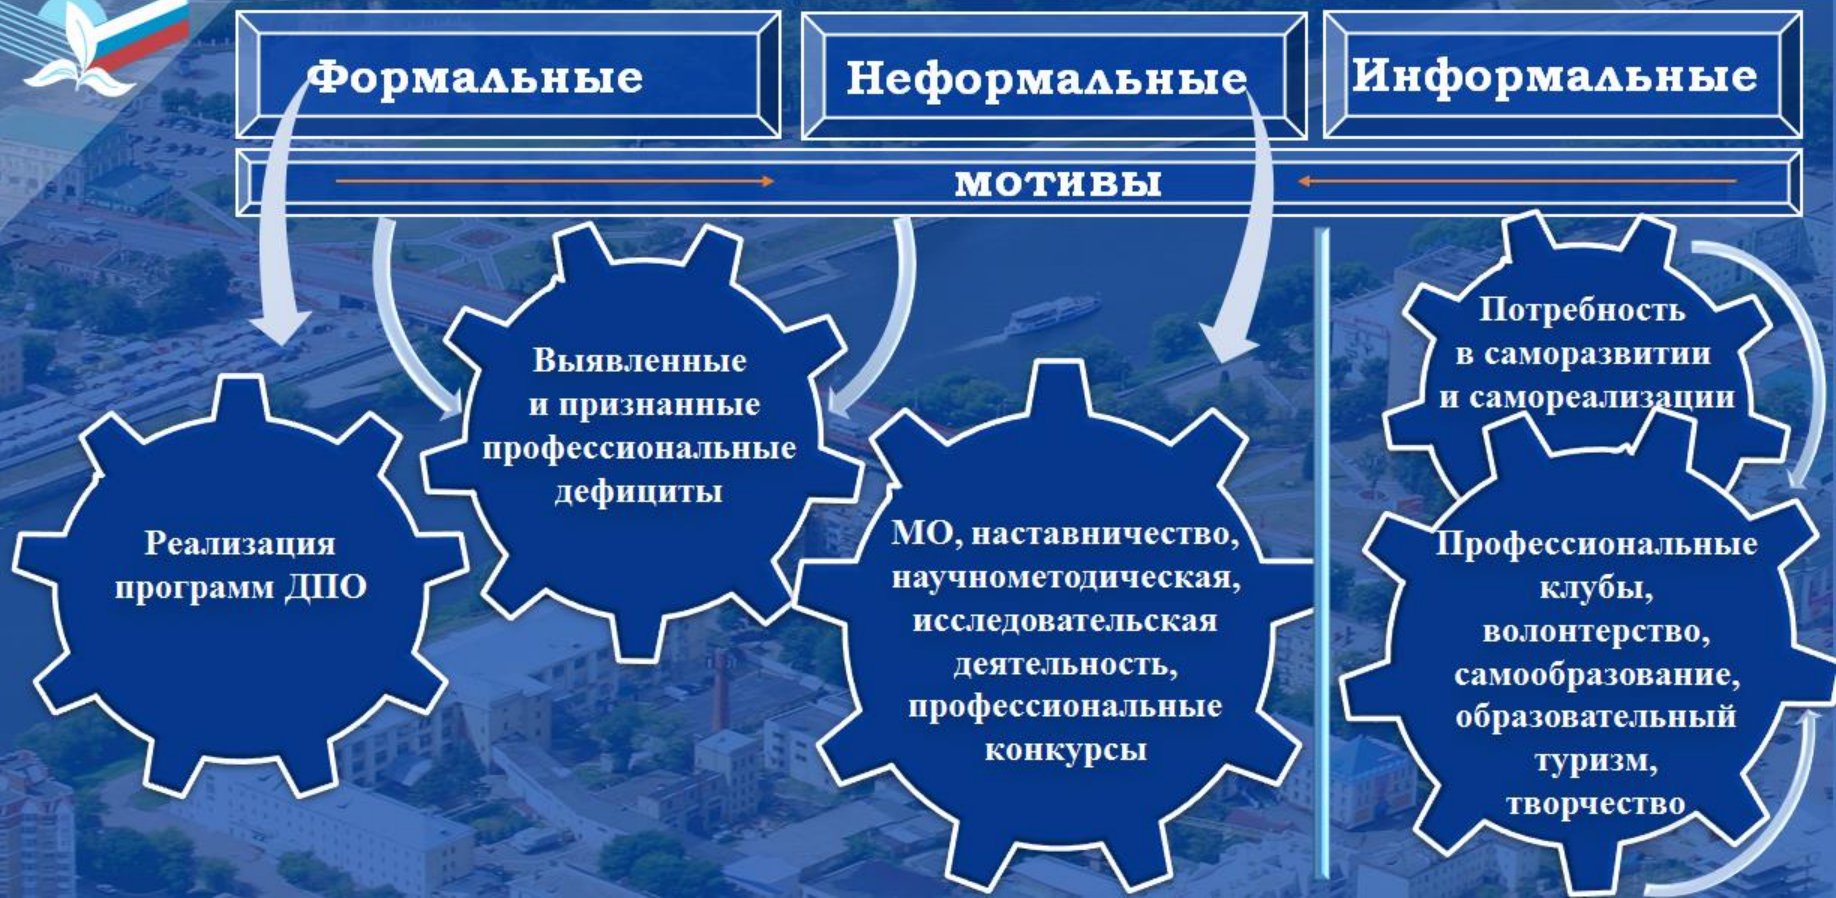 Формальные
Неформальные
Информальные
мотивы
Реализация
программ ДПО
Выявленные
и признанные
профессиональные
дефициты
МО, наставничество,
научнометодическая,
исследовательская
деятельность,
профессиональные
конкурсы
Потребность
в саморазвитии
и самореализации
Профессиональные
клубы,
волонтерство,
самообразование,
образовательный
туризм,
творчество